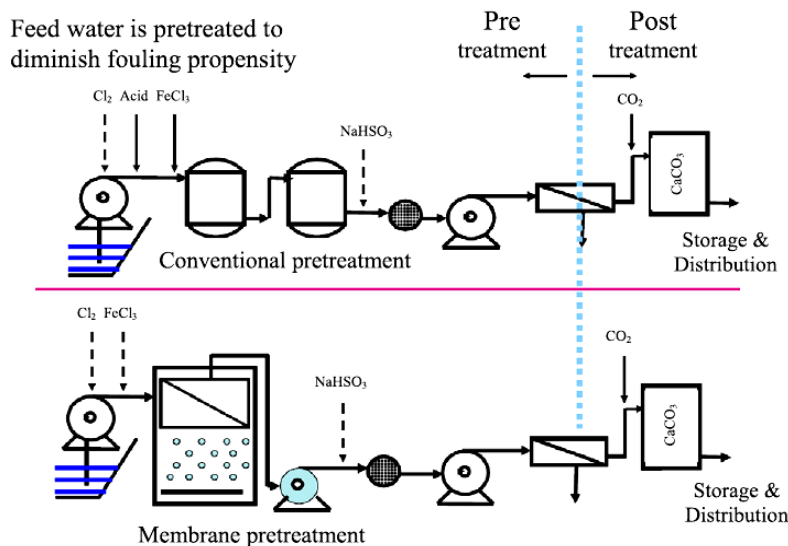 Feed water is pretreated to
diminish fouling propensity
Pre
treatment
Post
treatment
Cl₂ Acid FeCl₃
NaHSO₃
CO₂
CaCO₃
Conventional pretreatment
Storage &
Distribution
Cl₂ FeCl₃
NaHSO₃
CO₂
CaCO₃
Membrane pretreatment
Storage &
Distribution